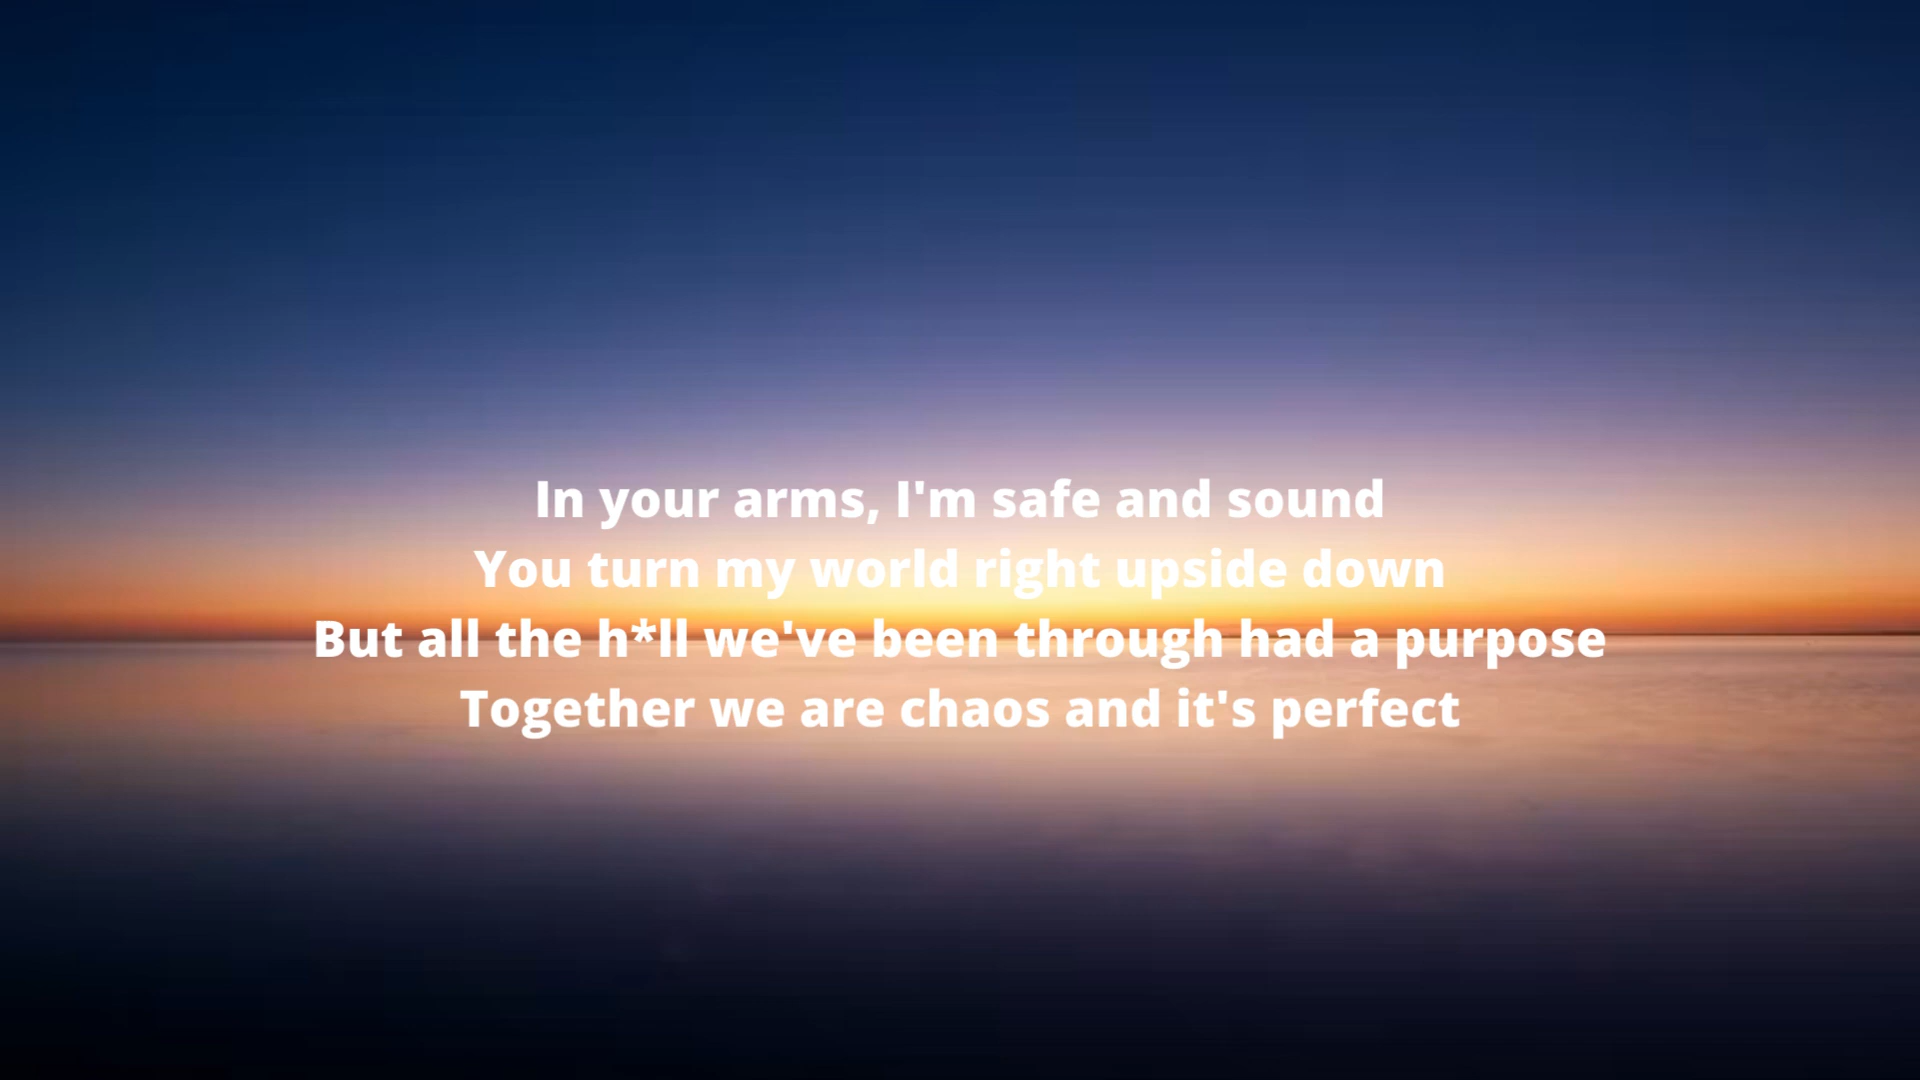 In your arms, I'm safe and sound
You turn my world right upside down
But all the h*ll we've been through had a purpose
Together we are chaos and it's perfect